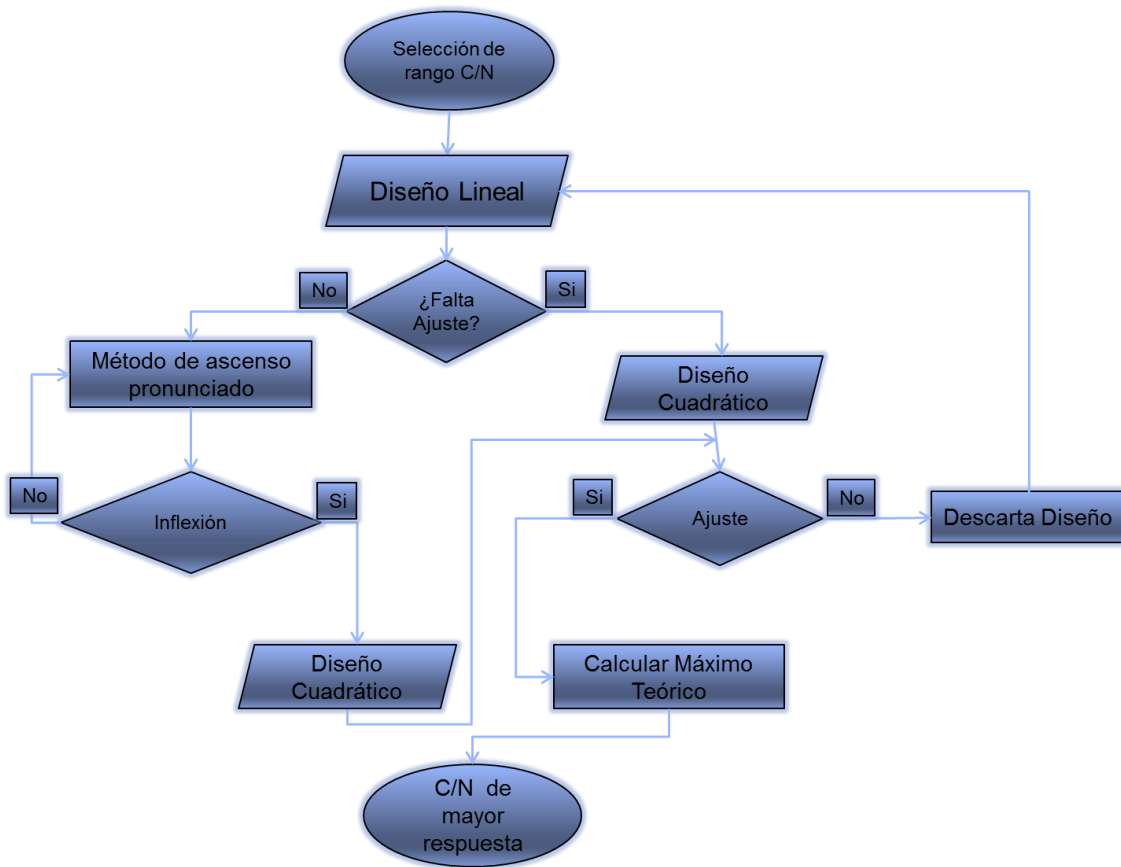 Selección de
rango C/N
Diseño Lineal
No
¿Falta
Ajuste?
Si
Método de ascenso
pronunciado
Diseño
Cuadrático
No
Inflexión
Si
Si
Ajuste
No
Descarta Diseño
Diseño
Cuadrático
Calcular Máximo
Teórico
C/N de
mayor
respuesta